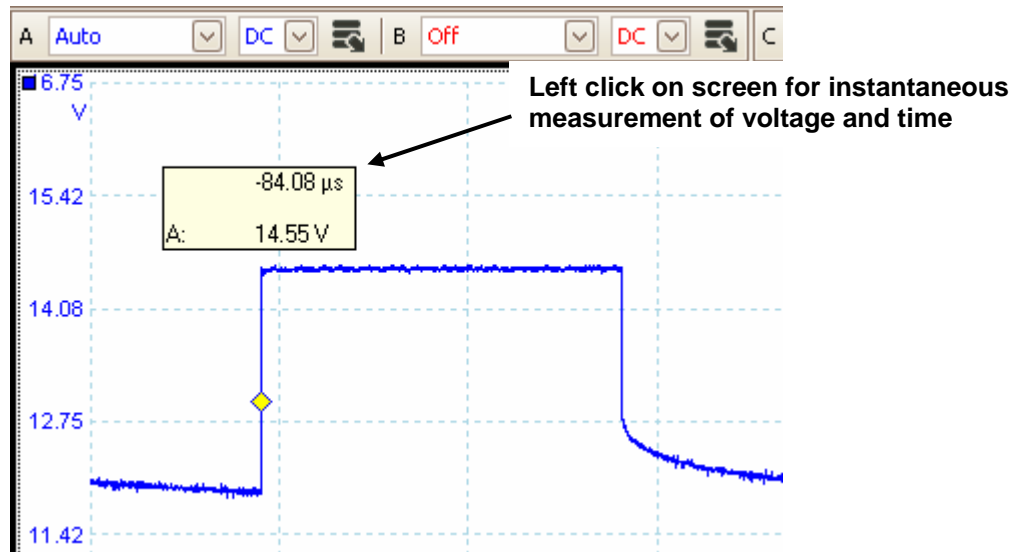 A Auto DC B Off DC C
6.75
V
Left click on screen for instantaneous
measurement of voltage and time
-84.08 µs
A: 14.55 V
15.42
14.08
12.75
11.42